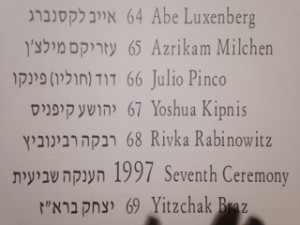 אייב לקסנברג 64 Abe Luxenberg
עזריקם מילצ'ן 65 Azrikam Milchen
דוד (חוליו) פינקו 66 Julio Pinco
יהושע קיפניס 67 Yoshua Kipnis
רבקה רבינוביץ 68 Rivka Rabinowitz
הענקה שביעית 1997 Seventh Ceremony
יצחק ברא"ז 69 Yitzchak Braz